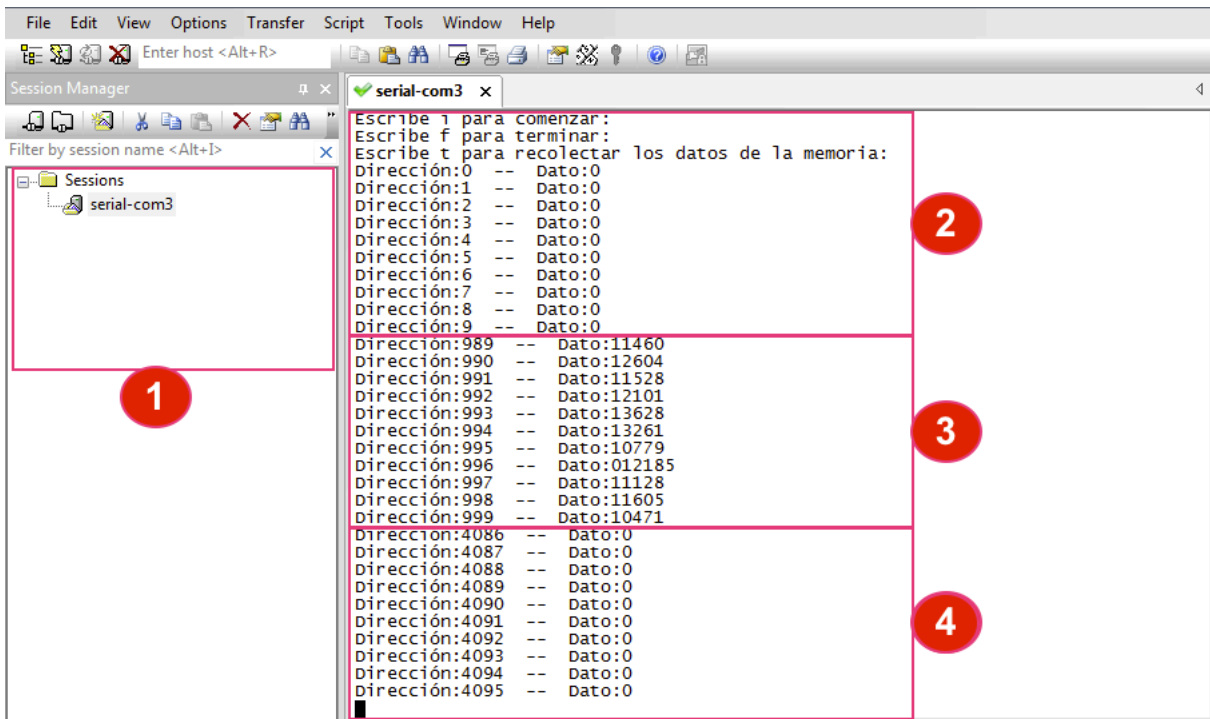 File Edit View Options Transfer Script Tools Window Help
Enter host <Alt+R>
Session Manager
serial-com3
Filter by session name <Alt+I>
Sessions
serial-com3
1
Escribe i para comenzar:
Escribe f para terminar:
Escribe t para recolectar los datos de la memoria:
Dirección:0 -- Dato:0
Dirección:1 -- Dato:0
Dirección:2 -- Dato:0
Dirección:3 -- Dato:0
Dirección:4 -- Dato:0
Dirección:5 -- Dato:0
Dirección:6 -- Dato:0
Dirección:7 -- Dato:0
Dirección:8 -- Dato:0
Dirección:9 -- Dato:0
2
Dirección:989 -- Dato:11460
Dirección:990 -- Dato:12604
Dirección:991 -- Dato:11528
Dirección:992 -- Dato:12101
Dirección:993 -- Dato:13628
Dirección:994 -- Dato:13261
Dirección:995 -- Dato:10779
Dirección:996 -- Dato:012185
Dirección:997 -- Dato:11128
Dirección:998 -- Dato:11605
Dirección:999 -- Dato:10471
3
Dirección:4086 -- Dato:0
Dirección:4087 -- Dato:0
Dirección:4088 -- Dato:0
Dirección:4089 -- Dato:0
Dirección:4090 -- Dato:0
Dirección:4091 -- Dato:0
Dirección:4092 -- Dato:0
Dirección:4093 -- Dato:0
Dirección:4094 -- Dato:0
Dirección:4095 -- Dato:0
4